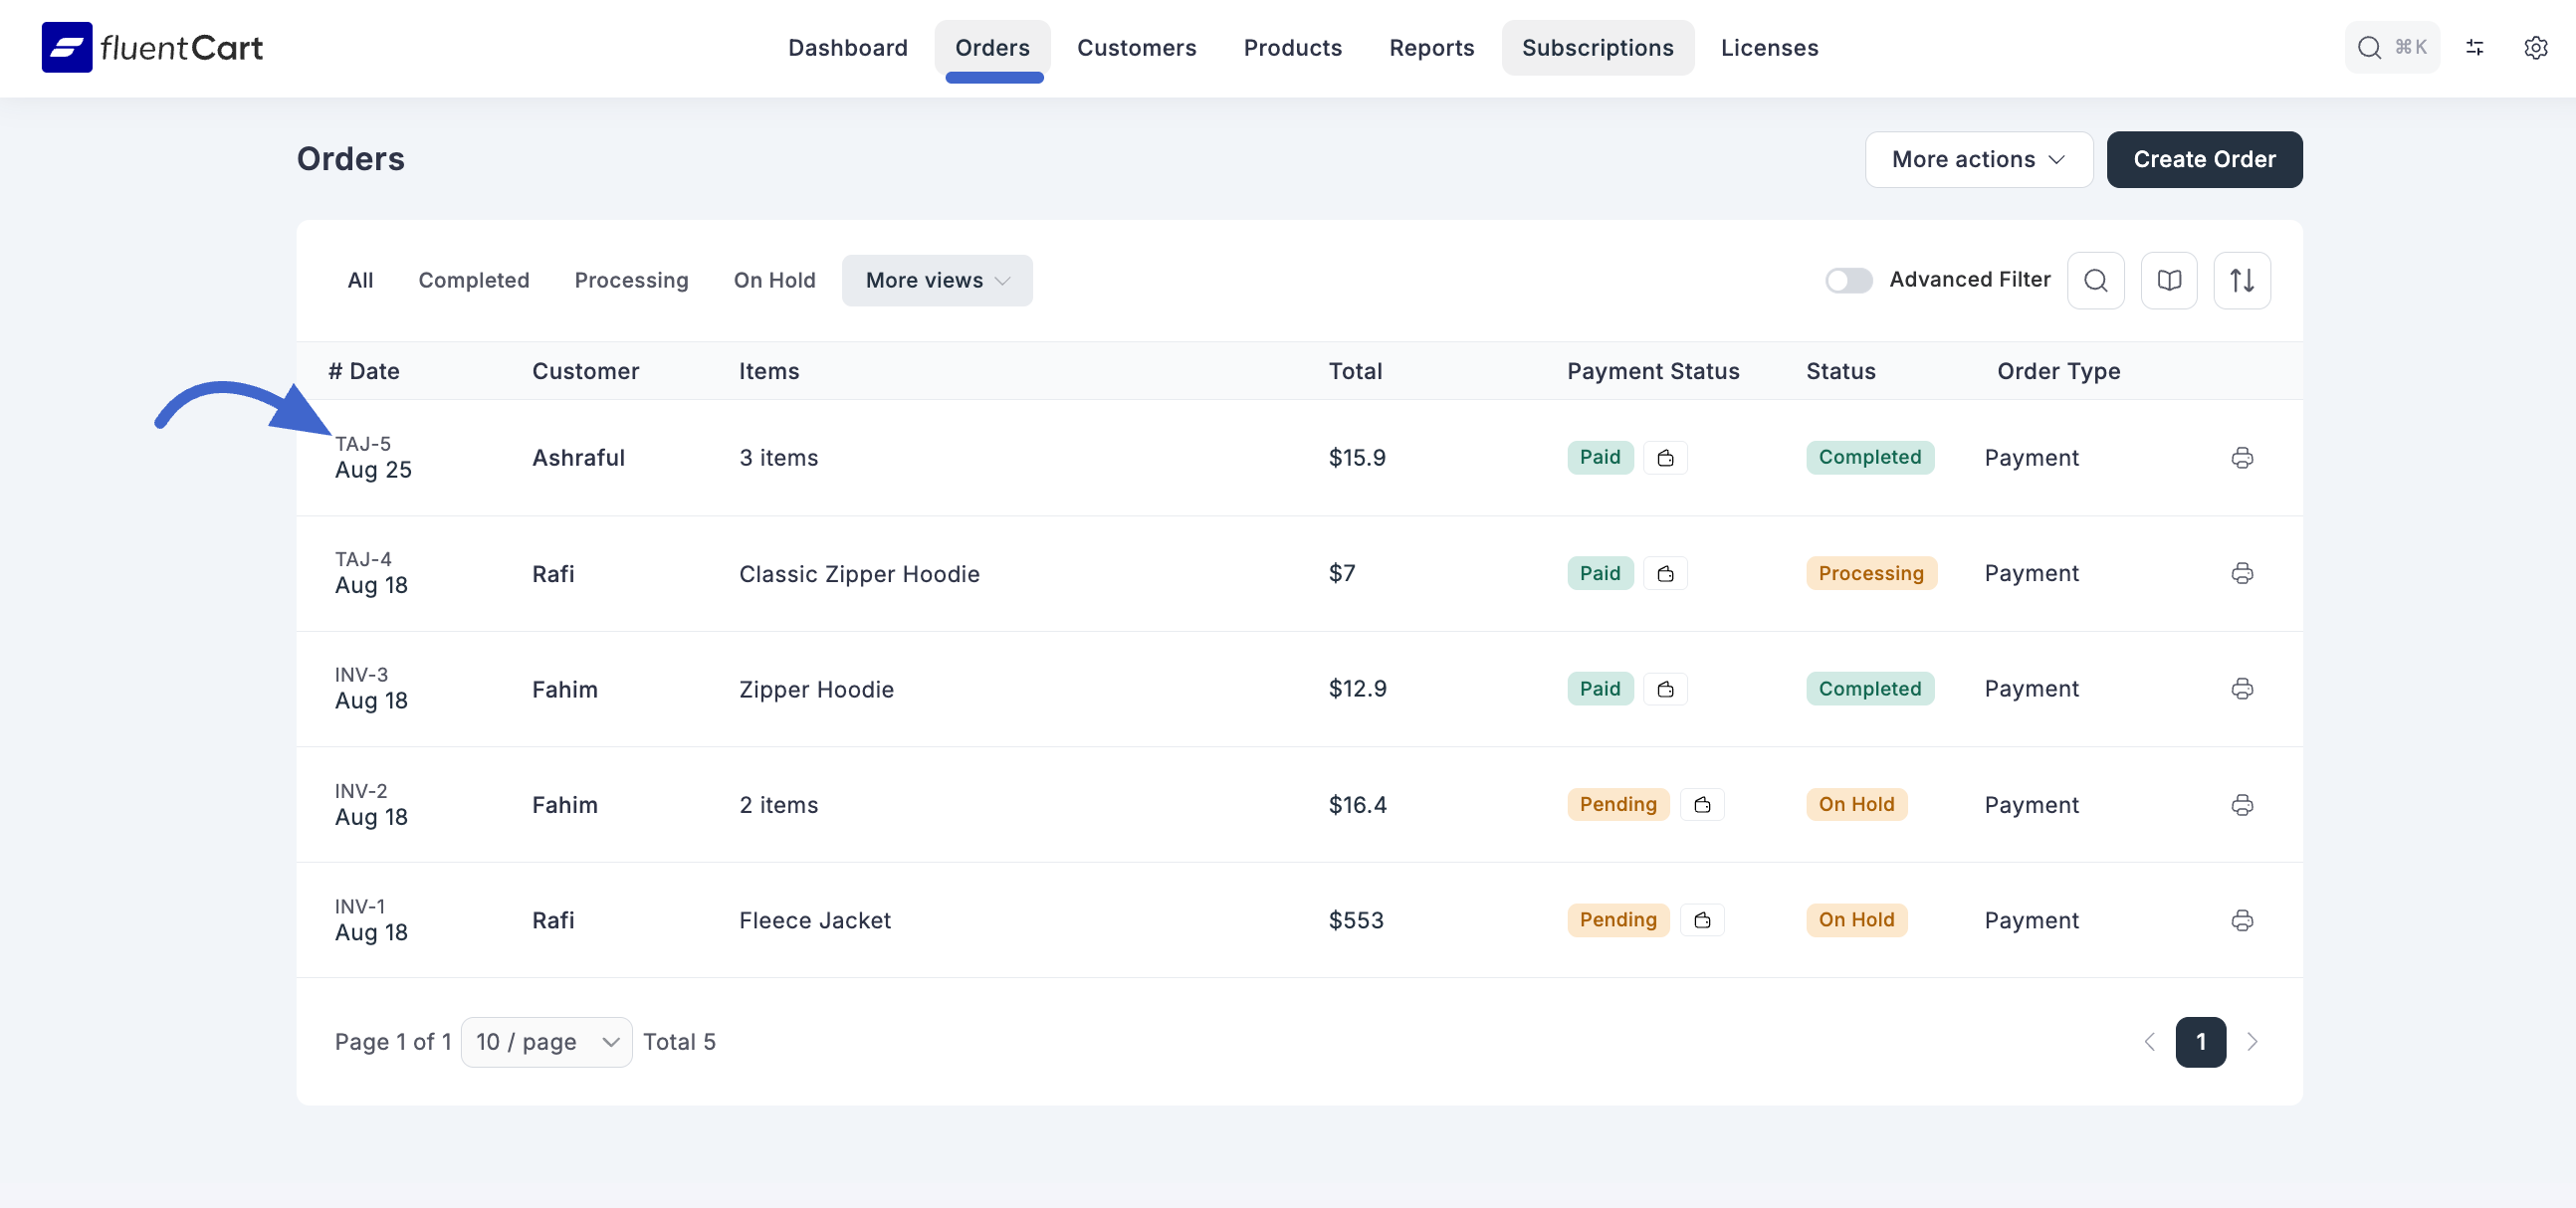 fluentCart
Dashboard Orders Customers Products Reports Subscriptions Licenses
⌘K
Orders
More actions
Create Order
All Completed Processing On Hold More views
Advanced Filter
# Date Customer Items Total Payment Status Status Order Type
TAJ-5
Aug 25 Ashraful 3 items $15.9 Paid Completed Payment
TAJ-4
Aug 18 Rafi Classic Zipper Hoodie $7 Paid Processing Payment
INV-3
Aug 18 Fahim Zipper Hoodie $12.9 Paid Completed Payment
INV-2
Aug 18 Fahim 2 items $16.4 Pending On Hold Payment
INV-1
Aug 18 Rafi Fleece Jacket $553 Pending On Hold Payment
Page 1 of 1 10 / page Total 5
1